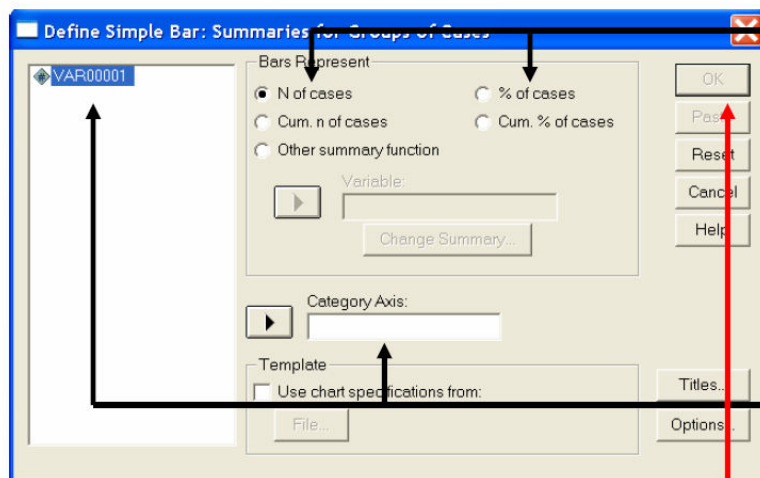 Define Simple Bar: Summaries for Groups of Cases
VAR00001
Bars Represent
N of cases
% of cases
Cum. n of cases
Cum. % of cases
Other summary function
Variable:
Change Summary...
Category Axis:
Template
Use chart specifications from:
File...
OK
Paste
Reset
Cancel
Help
Titles...
Options...